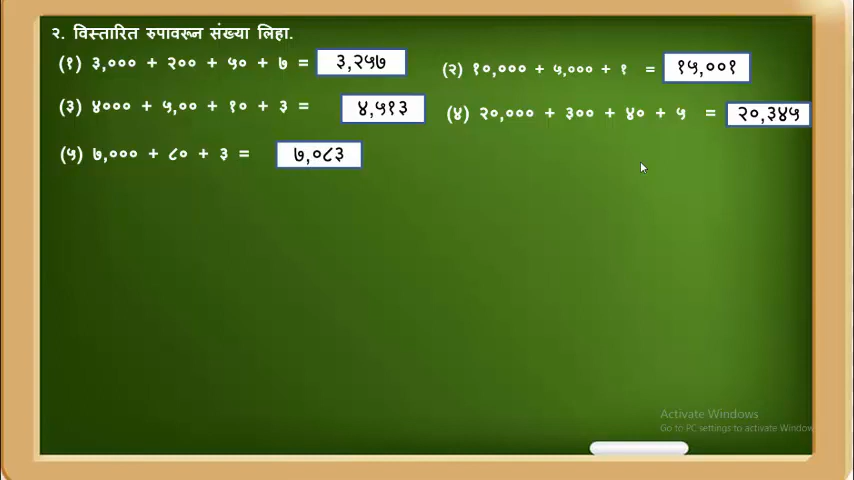 २. विस्तारित रुपावरून संख्या लिहा.
(१) ३,००० + २०० + ५० + ७ = ३,२५७
(२) १०,००० + ५,००० + १ = १५,००१
(३) ४००० + ५,०० + १० + ३ = ४,५१३
(४) २०,००० + ३०० + ४० + ५ = २०,३४५
(५) ७,००० + ८० + ३ = ७,०८३
Activate Windows
Go to PC settings to activate Window